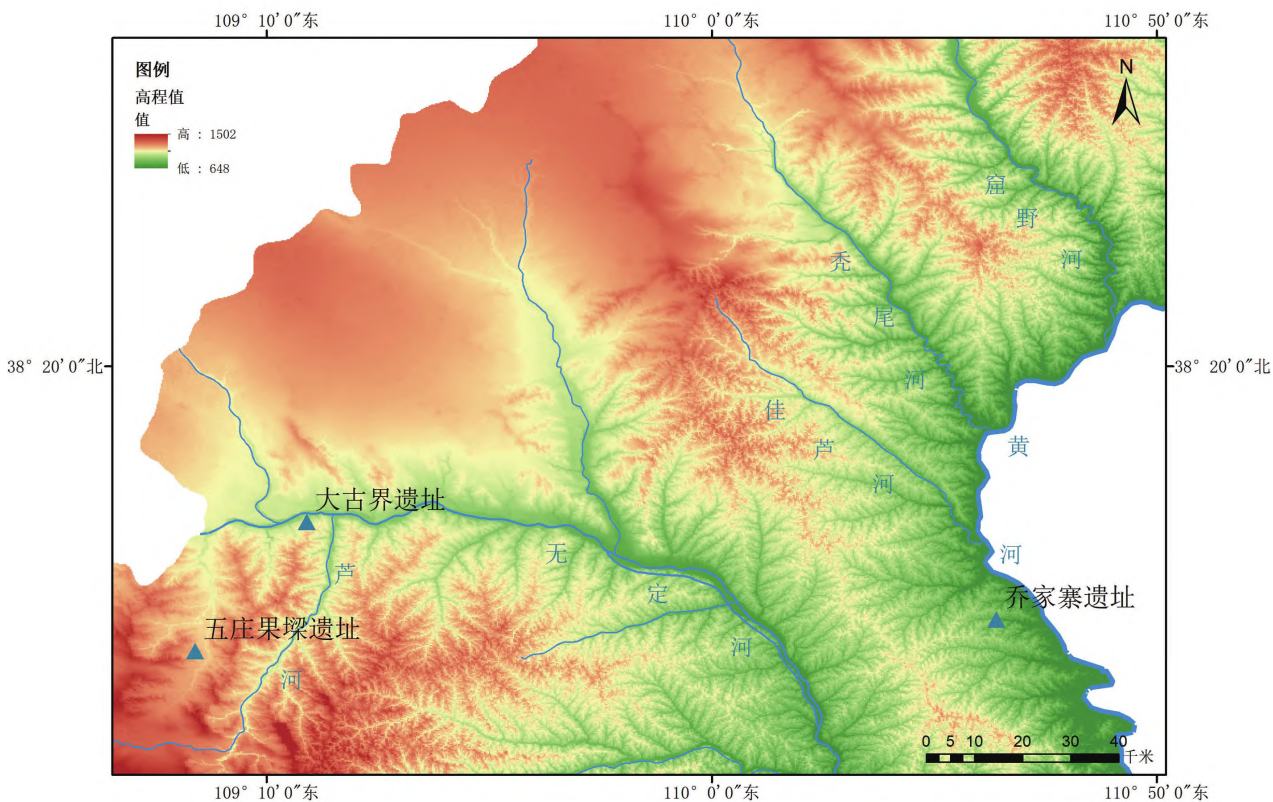 109° 10′0″东
110° 0′0″东
110° 50′0″东
图例
高程值
值
高 : 1502
低 : 648
N
窟野河
秃尾河
38° 20′0″北
38° 20′0″北
佳芦河
黄河
大古界遗址
无定河
芦河
乔家寨遗址
五庄果墚遗址
0 5 10 20 30 40
千米
109° 10′0″东
110° 0′0″东
110° 50′0″东